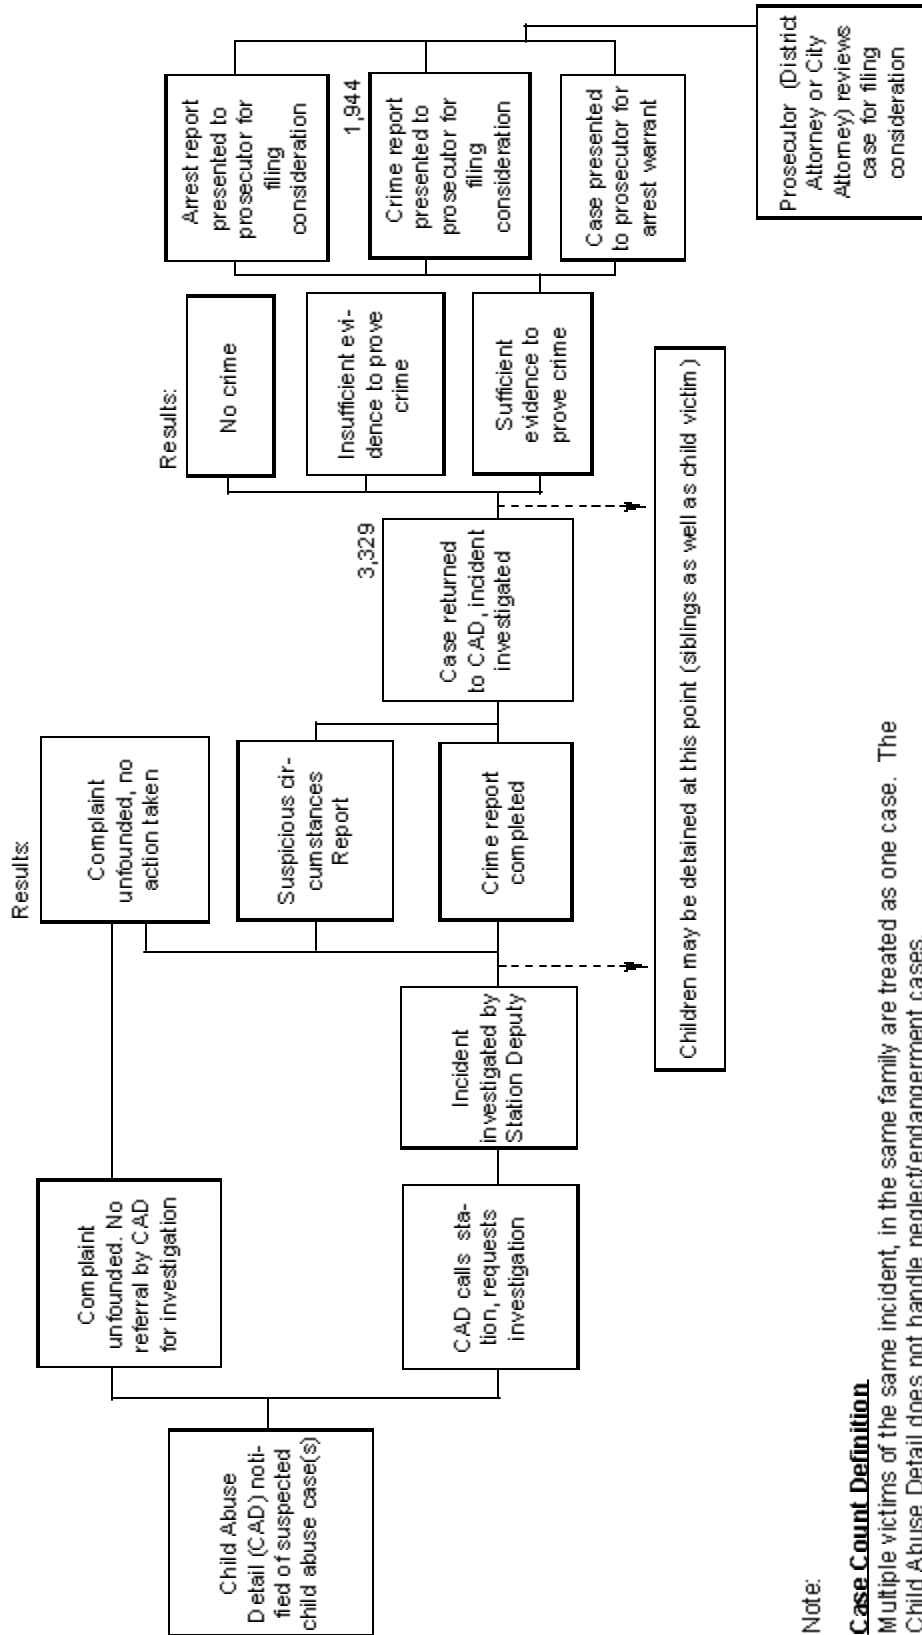 Child Abuse
Detail (CAD) noti-
fied of suspected
child abuse case(s)
Complaint
unfounded. No
referral by CAD
for investigation
CAD calls sta-
tion, requests
investigation
Incident
investigated by
Station Deputy
Results:
Complaint
unfounded, no
action taken
Suspicious cir-
cumstances
Report
Crime report
completed
3,329
Case returned
to CAD, incident
investigated
Results:
No crime
Insufficient evi-
dence to prove
crime
Sufficient
evidence to
prove crime
Arrest report
presented to
prosecutor for
filing
consideration
1,944
Crime report
presented to
prosecutor for
filing
consideration
Case presented
to prosecutor for
arrest warrant
Prosecutor (District
Attorney or City
Attorney) reviews
case for filing
consideration
Children may be detained at this point (siblings as well as child victim)
Note:
Case Count Definition
Multiple victims of the same incident, in the same family are treated as one case. The
Child Abuse Detail does not handle neglect/endangerment cases.